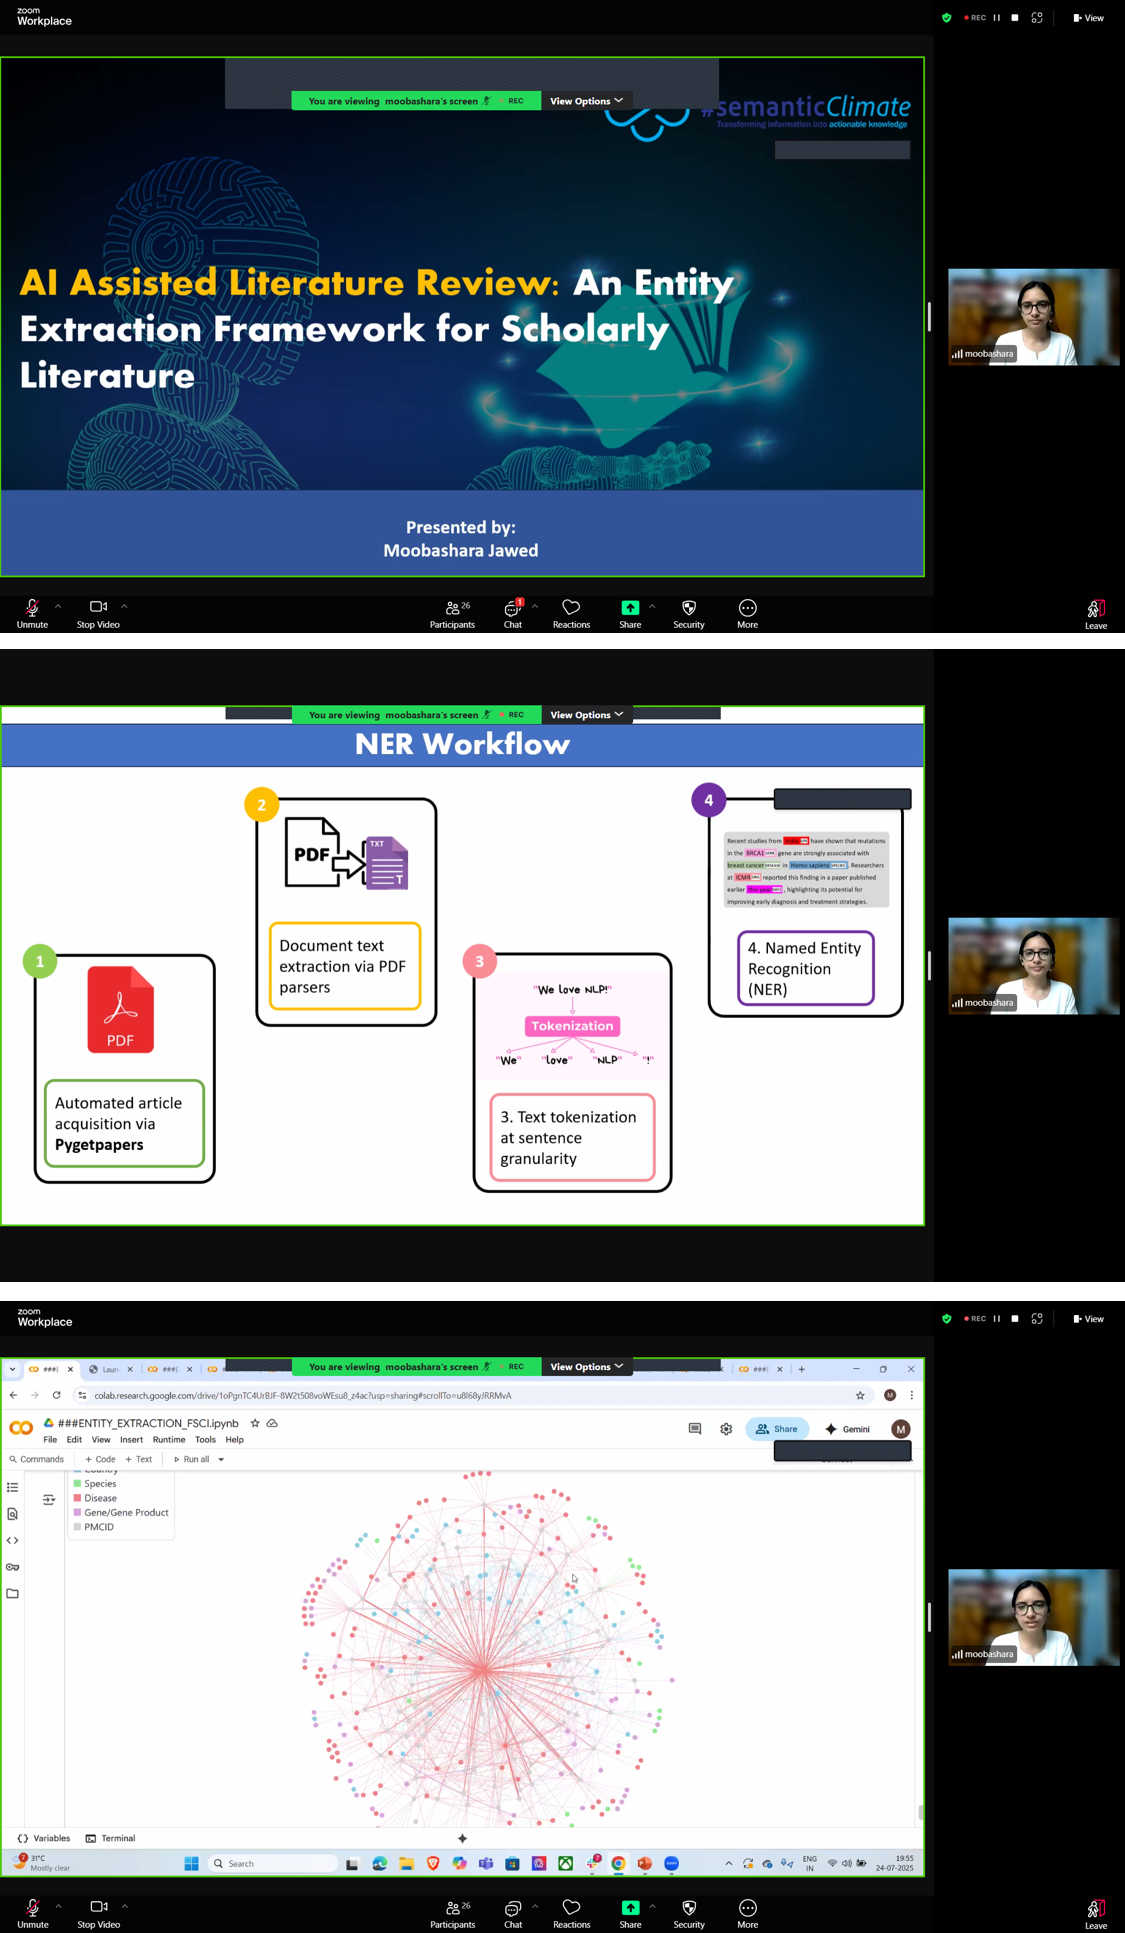 zoom
Workplace
REC
View
You are viewing moobashara's screen
REC
View Options
#semanticClimate
Transforming information into actionable knowledge
AI Assisted Literature Review: An Entity
Extraction Framework for Scholarly
Literature
Presented by:
Moobashara Jawed
moobashara
Unmute
Stop Video
26
Participants
1
Chat
Reactions
Share
Security
More
Leave
You are viewing moobashara's screen
REC
View Options
NER Workflow
1
PDF
Automated article
acquisition via
Pygetpapers
2
PDF
TXT
T
Document text
extraction via PDF
parsers
3
"We love NLP!"
Tokenization
"We" "love" "NLP" "!"
3. Text tokenization
at sentence
granularity
4
Recent studies from India have shown that mutations
in the BRCA1 gene are strongly associated with
breast cancer DISEASE in Homo sapiens SPECIES. Researchers
at ICMR reported this finding in a paper published
earlier this year, highlighting its potential for
improving early diagnosis and treatment strategies.
4. Named Entity
Recognition
(NER)
moobashara
zoom
Workplace
REC
View
You are viewing moobashara's screen
REC
View Options
colab.research.google.com/drive/1oPgnTC4UrBJF-8W2t508voWEsu8_z4ac?usp=sharing#scrollTo=u8I68yJRRMvA
M
###ENTITY_EXTRACTION_FSCI.ipynb
File Edit View Insert Runtime Tools Help
Share
Gemini
M
Commands + Code + Text Run all
Country
Species
Disease
Gene/Gene Product
PMCID
Variables
Terminal
moobashara
7
31°C
Mostly clear
Search
ENG
IN
19:55
24-07-2025
Unmute
Stop Video
26
Participants
Chat
Reactions
Share
Security
More
Leave